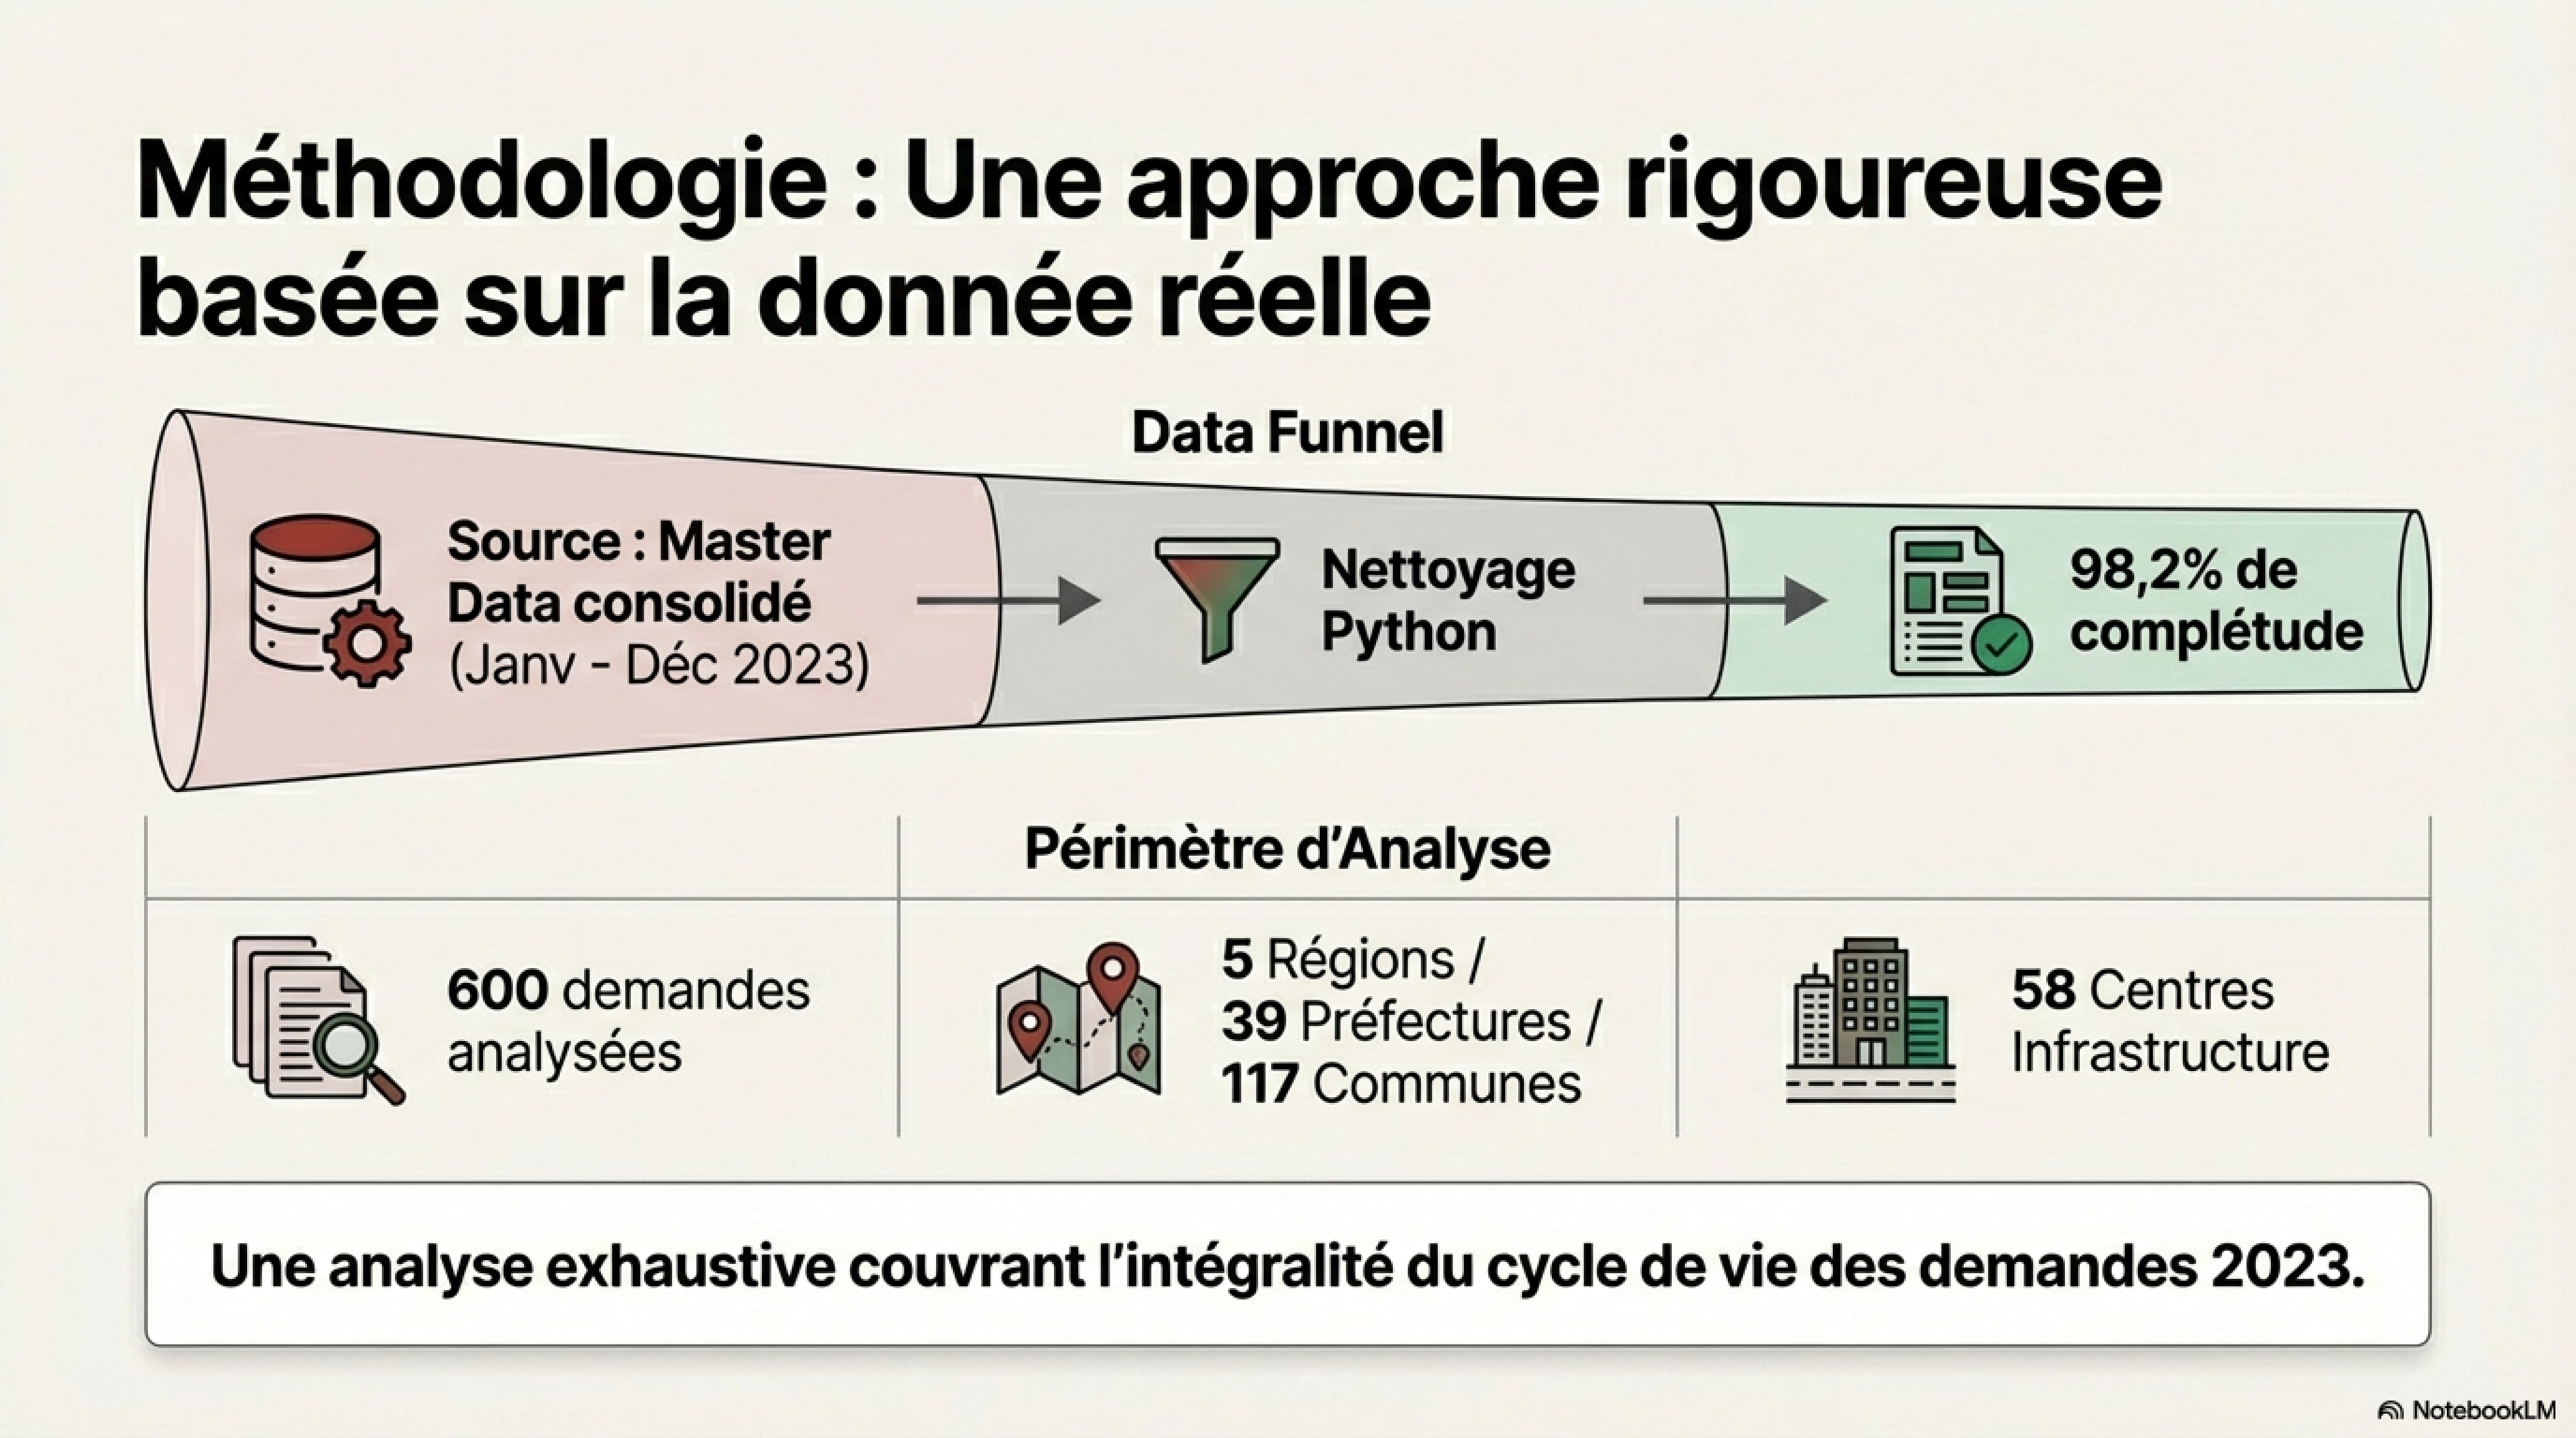 Méthodologie : Une approche rigoureuse
basée sur la donnée réelle
Data Funnel
Source : Master
Data consolidé
(Janv - Déc 2023)
Nettoyage
Python
98,2% de
complétude
Périmètre d’Analyse
600 demandes
analysées
5 Régions /
39 Préfectures /
117 Communes
58 Centres
Infrastructure
Une analyse exhaustive couvrant l’intégralité du cycle de vie des demandes 2023.
NotebookLM